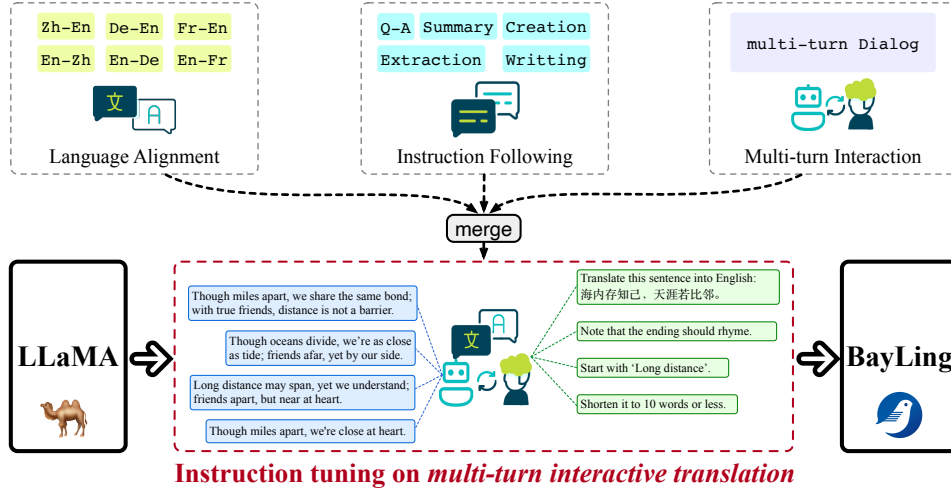 Zh-En De-En Fr-En
En-Zh En-De En-Fr
文 A
Language Alignment
Q-A Summary Creation
Extraction Writting
Instruction Following
multi-turn Dialog
Multi-turn Interaction
merge
LLaMA
Though miles apart, we share the same bond;
with true friends, distance is not a barrier.
Though oceans divide, we're as close
as tide; friends afar, yet by our side.
Long distance may span, yet we understand;
friends apart, but near at heart.
Though miles apart, we're close at heart.
文 A
Translate this sentence into English:
海内存知己，天涯若比邻。
Note that the ending should rhyme.
Start with ‘Long distance’.
Shorten it to 10 words or less.
BayLing
Instruction tuning on multi-turn interactive translation